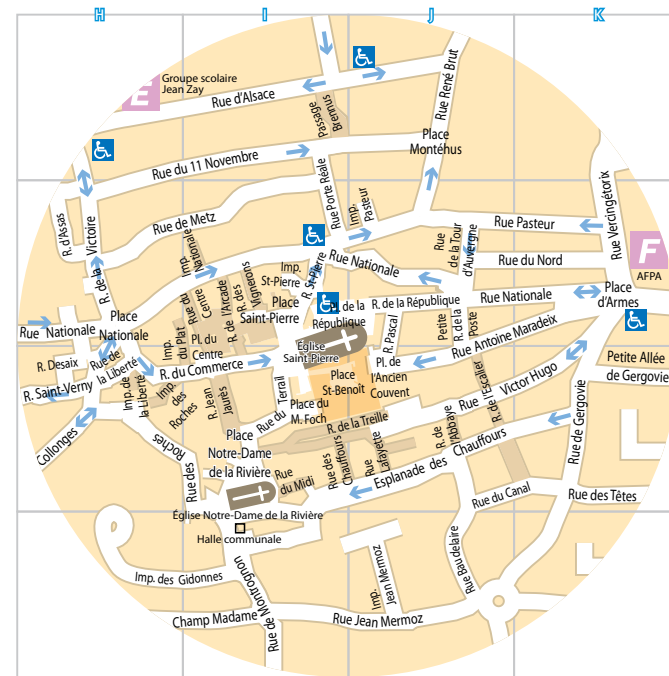 H
I
J
K
E
Groupe scolaire
Jean Zay
Rue d'Alsace
Passage
Brennus
Rue René Brut
Place
Montéhus
Rue du 11 Novembre
Rue Porte Réale
Imp.
Pasteur
R. d'Assas
R. de la Victoire
Rue de Metz
Rue Pasteur
Rue Vercingétorix
F
AFPA
Imp.
Nationale
Rue
de la Tour
d'Auvergne
Rue Nationale
Rue du Nord
Imp.
St-Pierre
R. St-Pierre
Rue du
Centre
R. de l'Arcade
R. des
Vignerons
Place
Saint-Pierre
Pl. de la
République
R. de la République
Rue Nationale
Place
d'Armes
Place
Nationale
Rue Nationale
Imp.
du Plat
Pl. du
Centre
Église
Saint-Pierre
R. Pascal
Petite
R. de la
Poste
Rue Antoine Maradeix
R. Desaix
Rue de
la Liberté
R. Saint-Verny
R. du Commerce
Pl. de
l'Ancien
Couvent
Petite Allée
de Gergovie
Imp. de
la Liberté
Imp.
des
Roches
R. Jean
Jaurès
Rue du Terrail
Place
St-Benoit
Place du
M. Foch
R. de la Treille
Rue Victor Hugo
R. de l'Escalier
R. de
l'Abbaye
Rue de Gergovie
Collonges
Rue des Roches
Place
Notre-Dame
de la Rivière
Rue
du Midi
Rue des
Chauffours
Rue
Lafayette
Esplanade des Chauffours
Rue du Canal
Rue des Têtes
Église Notre-Dame de la Rivière
Halle communale
Imp. des Gidonnes
Rue de Montrognon
Imp.
Jean Mermoz
Rue Baudelaire
Champ Madame
Rue Jean Mermoz